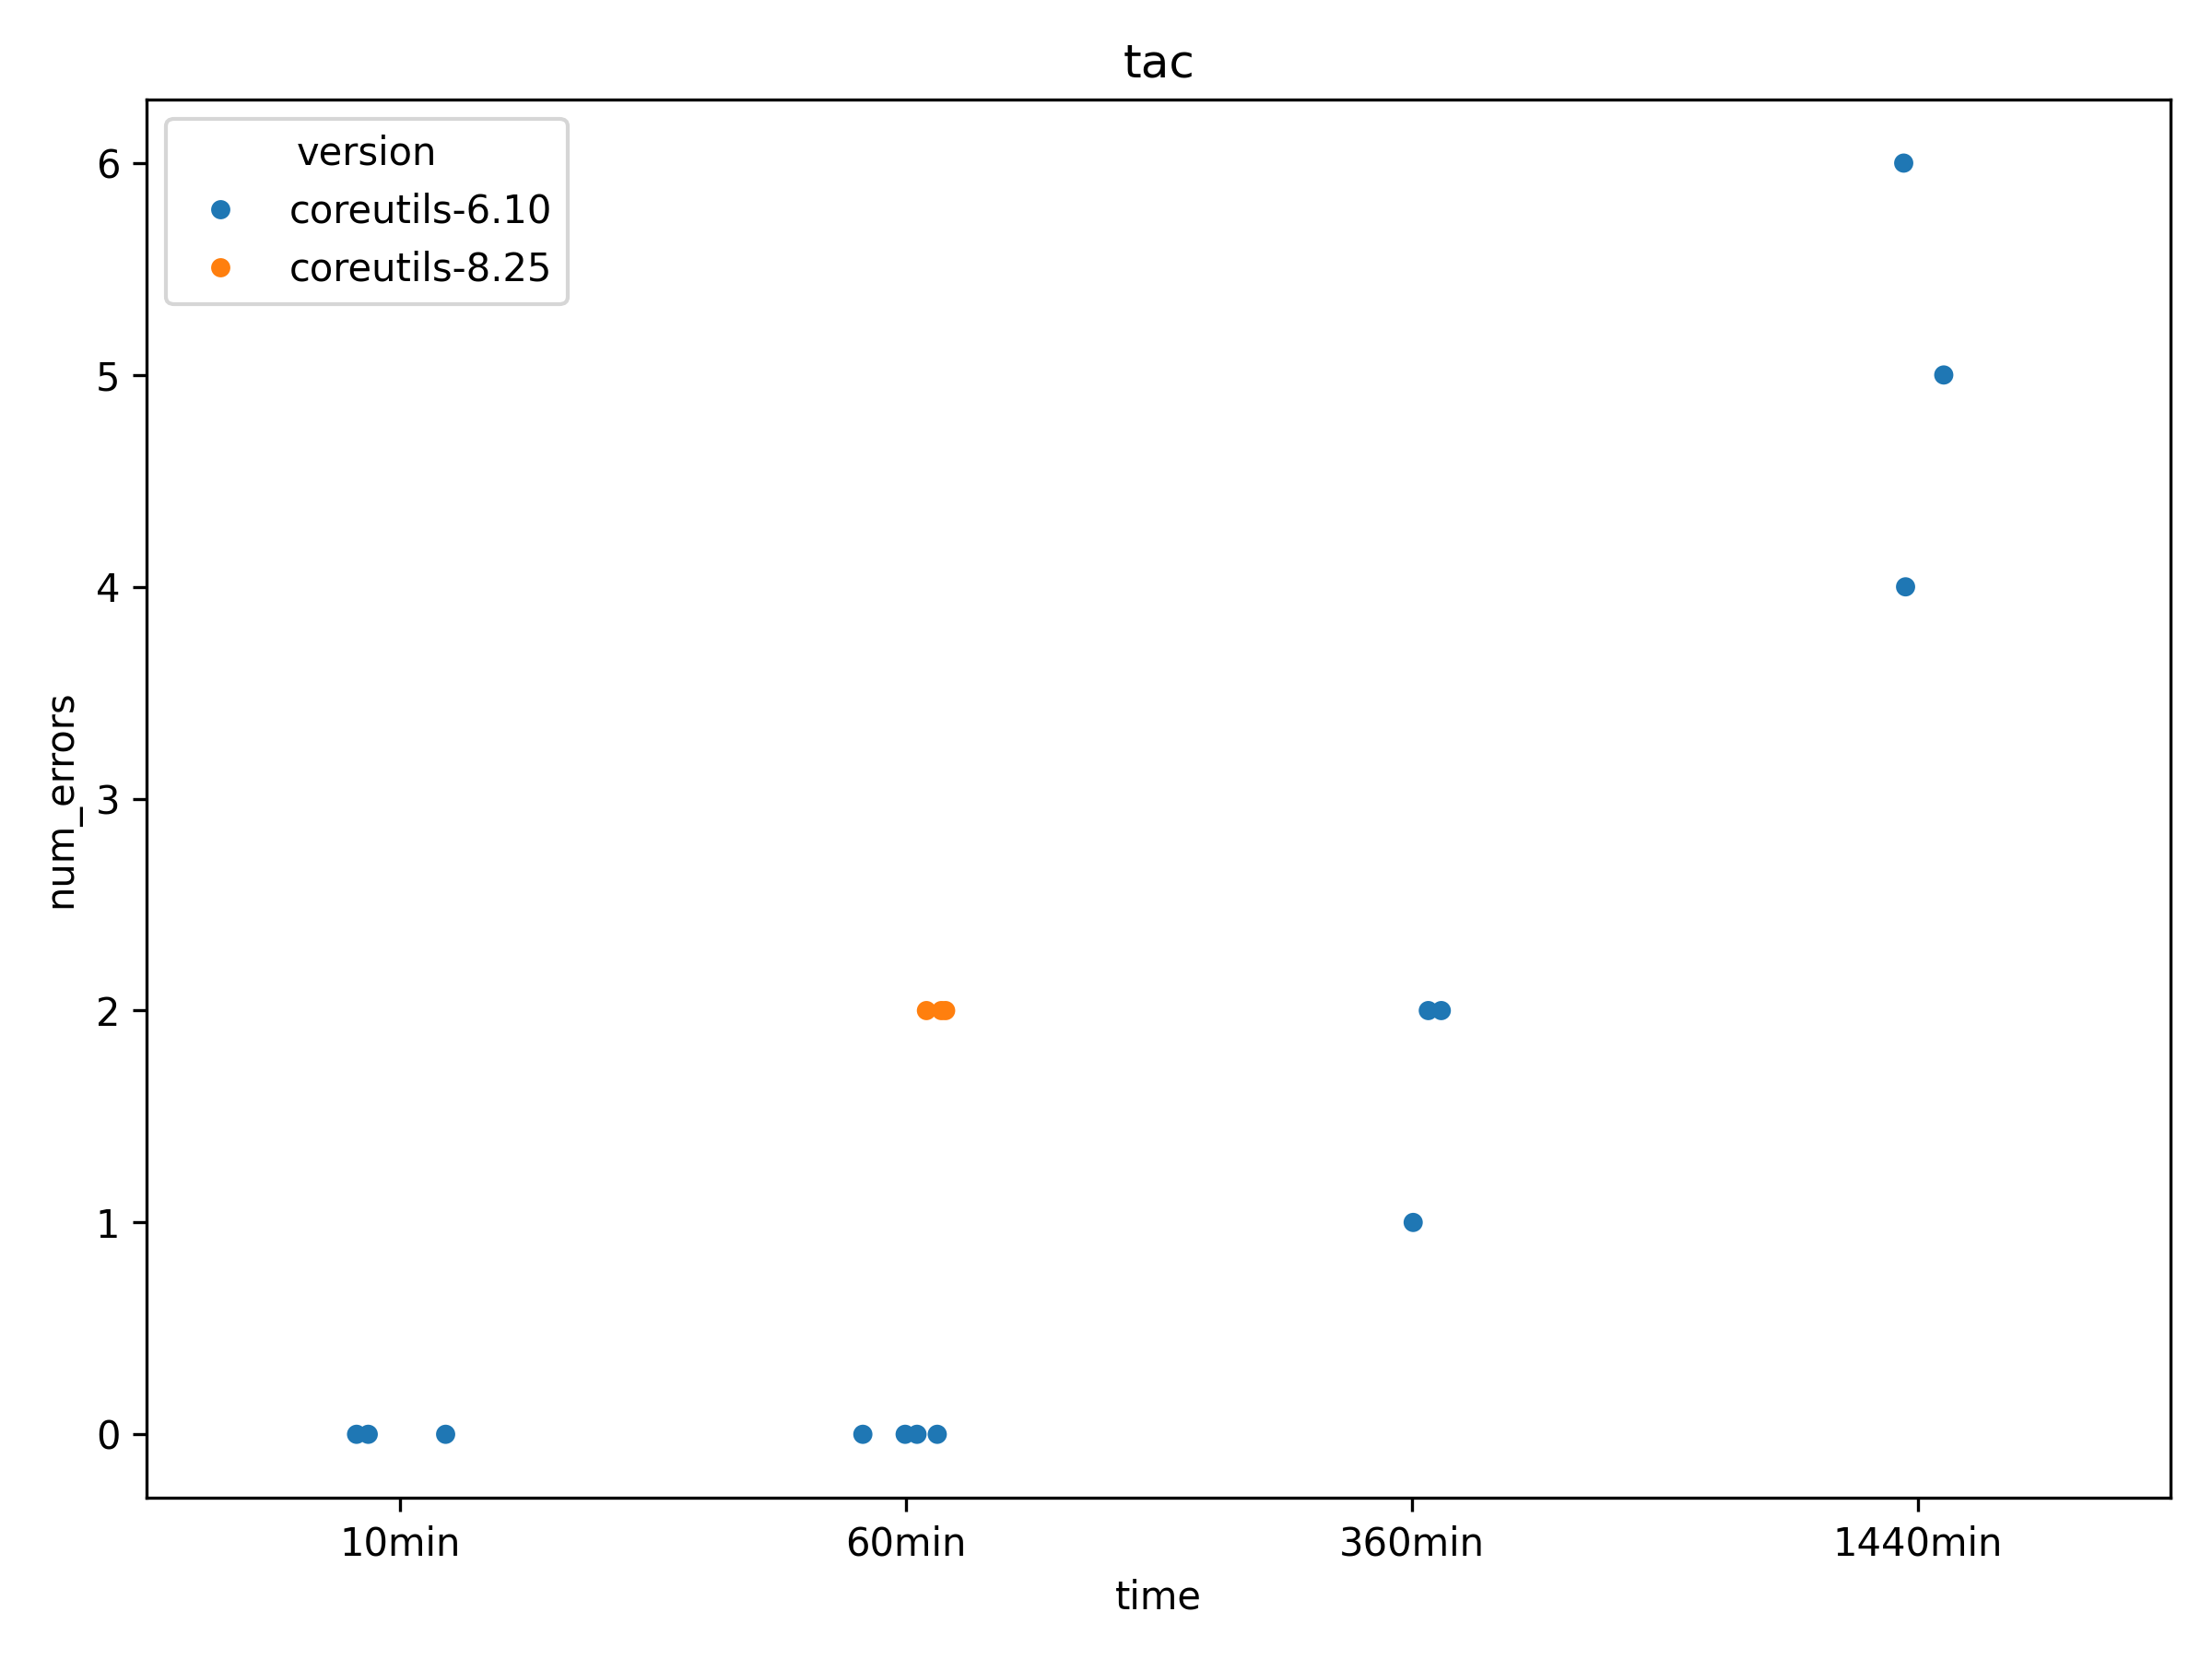 tac
version
coreutils-6.10
coreutils-8.25
num_errors
6
5
4
3
2
1
0
10min
60min
360min
1440min
time